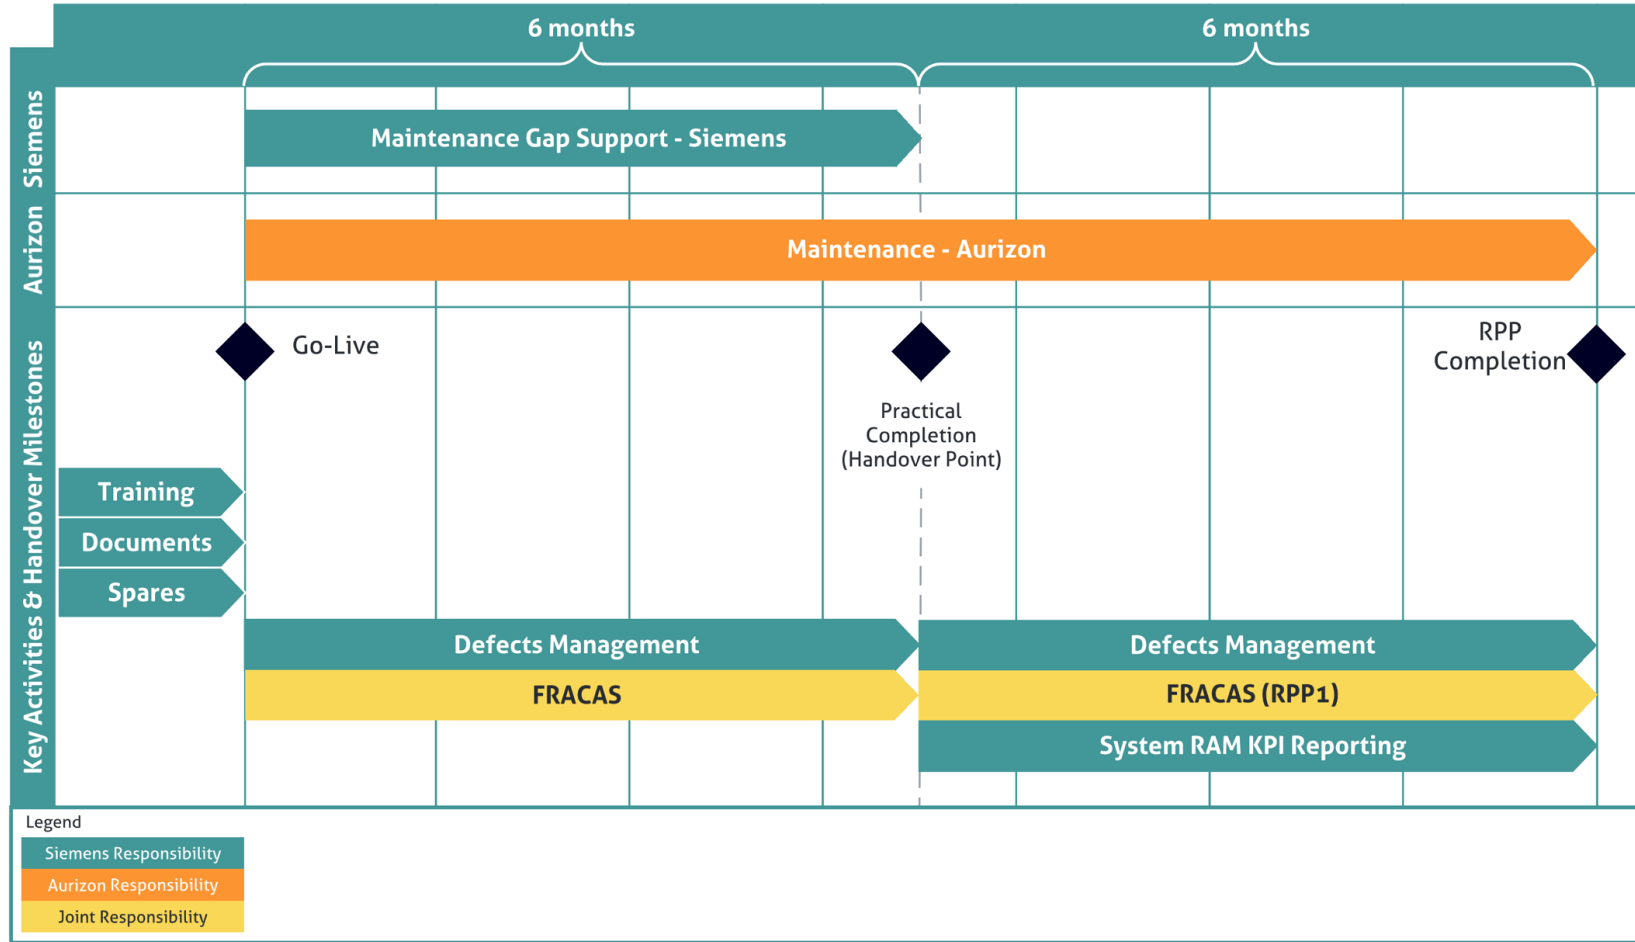 6 months
6 months
Siemens
Maintenance Gap Support - Siemens
Aurizon
Maintenance - Aurizon
Key Activities & Handover Milestones
Go-Live
Practical
Completion
(Handover Point)
RPP
Completion
Training
Documents
Spares
Defects Management
Defects Management
FRACAS
FRACAS (RPP1)
System RAM KPI Reporting
Legend
Siemens Responsibility
Aurizon Responsibility
Joint Responsibility